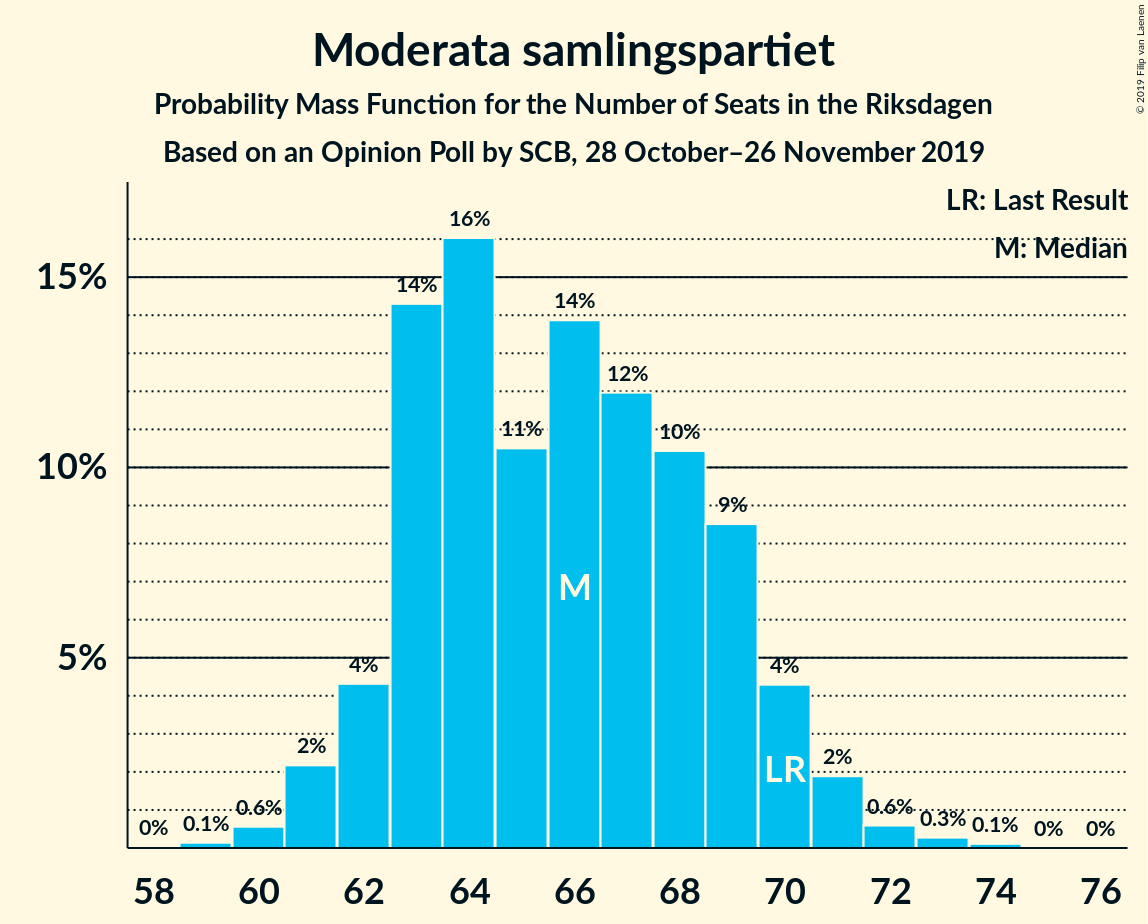 Moderata samlingspartiet
Probability Mass Function for the Number of Seats in the Riksdagen
Based on an Opinion Poll by SCB, 28 October–26 November 2019
© 2019 Filip van Laenen
LR: Last Result
M: Median
15%
10%
5%
0%
0.1%
0.6%
2%
4%
14%
16%
11%
14%
12%
10%
9%
4%
2%
0.6%
0.3%
0.1%
0%
0%
M
LR
58 60 62 64 66 68 70 72 74 76